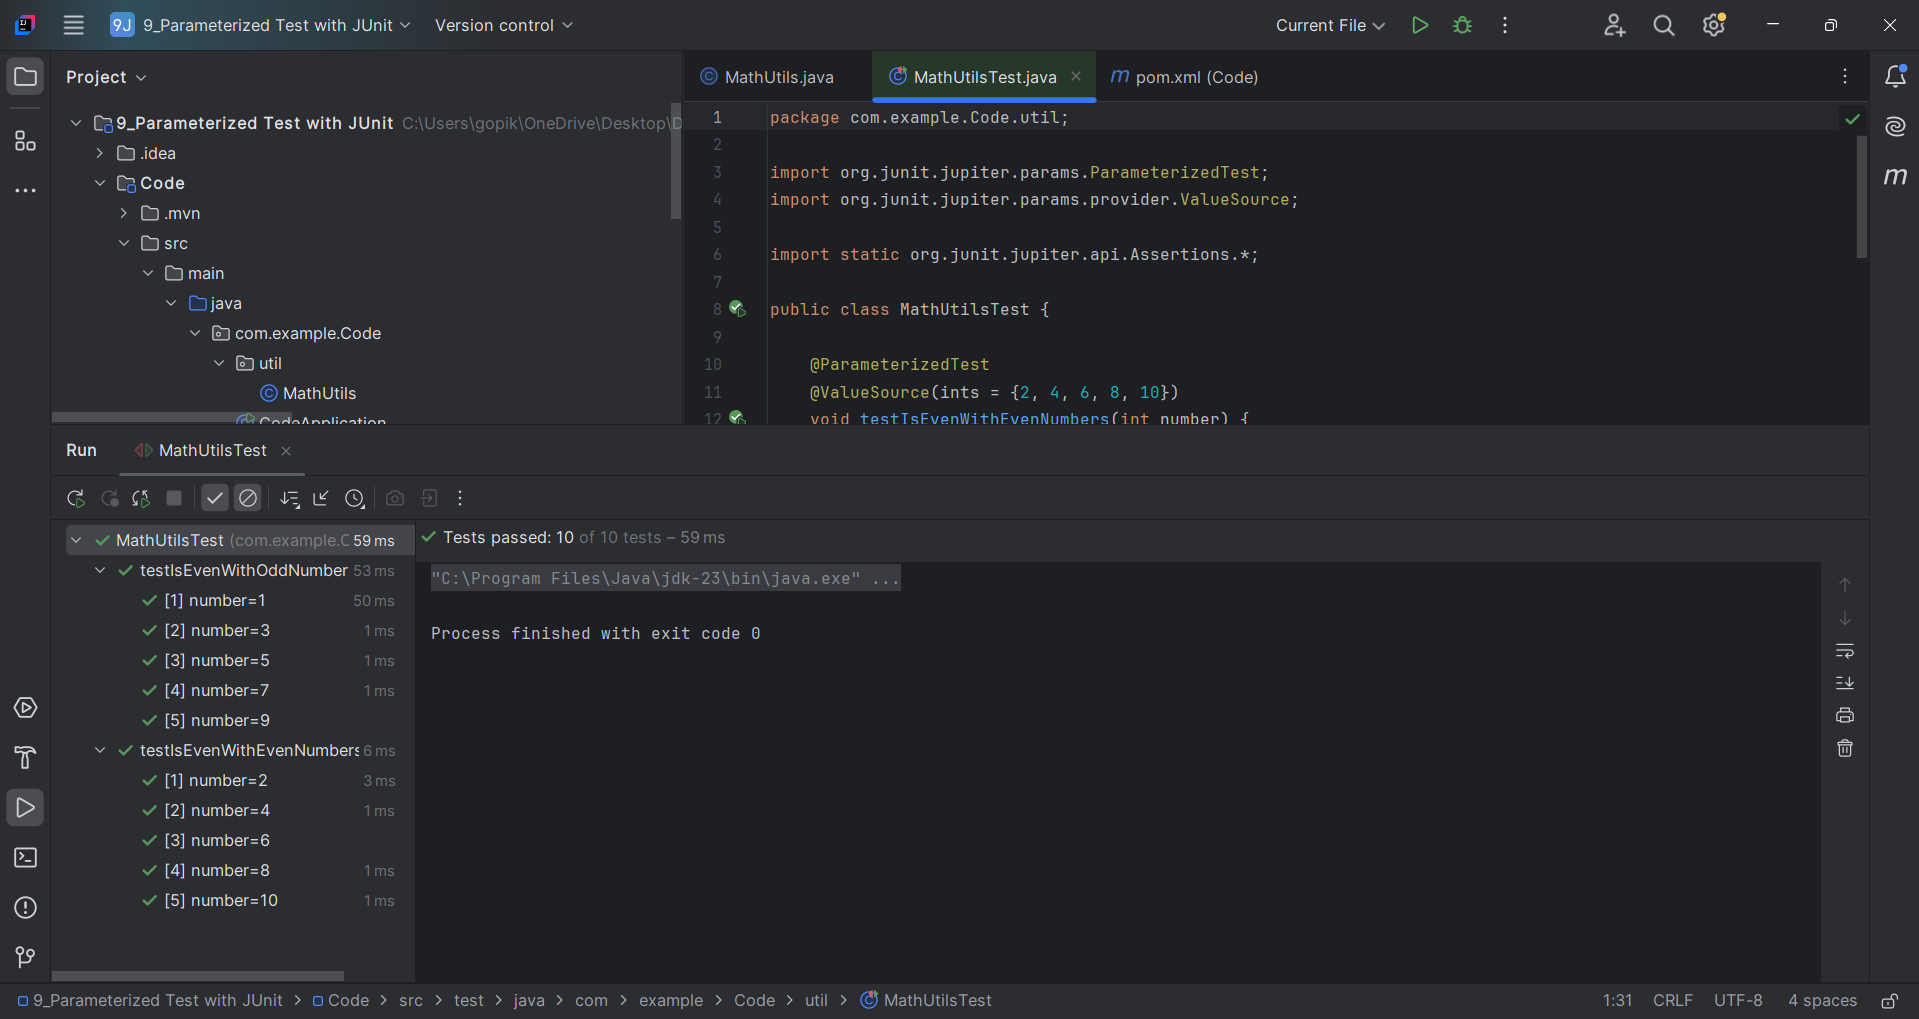 9J 9_Parameterized Test with JUnit Version control Current File
Project
9_Parameterized Test with JUnit C:\Users\gopik\OneDrive\Desktop\D
.idea
Code
.mvn
src
main
java
com.example.Code
util
MathUtils
CodeApplication
MathUtils.java MathUtilsTest.java pom.xml (Code)
1 package com.example.Code.util;
2
3 import org.junit.jupiter.params.ParameterizedTest;
4 import org.junit.jupiter.params.provider.ValueSource;
5
6 import static org.junit.jupiter.api.Assertions.*;
7
8 public class MathUtilsTest {
9
10 @ParameterizedTest
11 @ValueSource(ints = {2, 4, 6, 8, 10})
12 void testIsEvenWithEvenNumbers(int number) {
Run MathUtilsTest
MathUtilsTest (com.example.C 59 ms
testIsEvenWithOddNumber 53 ms
[1] number=1 50 ms
[2] number=3 1 ms
[3] number=5 1 ms
[4] number=7 1 ms
[5] number=9
testIsEvenWithEvenNumbers 6 ms
[1] number=2 3 ms
[2] number=4 1 ms
[3] number=6
[4] number=8 1 ms
[5] number=10 1 ms
Tests passed: 10 of 10 tests – 59 ms
"C:\Program Files\Java\jdk-23\bin\java.exe" ...
Process finished with exit code 0
9_Parameterized Test with JUnit > Code > src > test > java > com > example > Code > util > MathUtilsTest
1:31 CRLF UTF-8 4 spaces